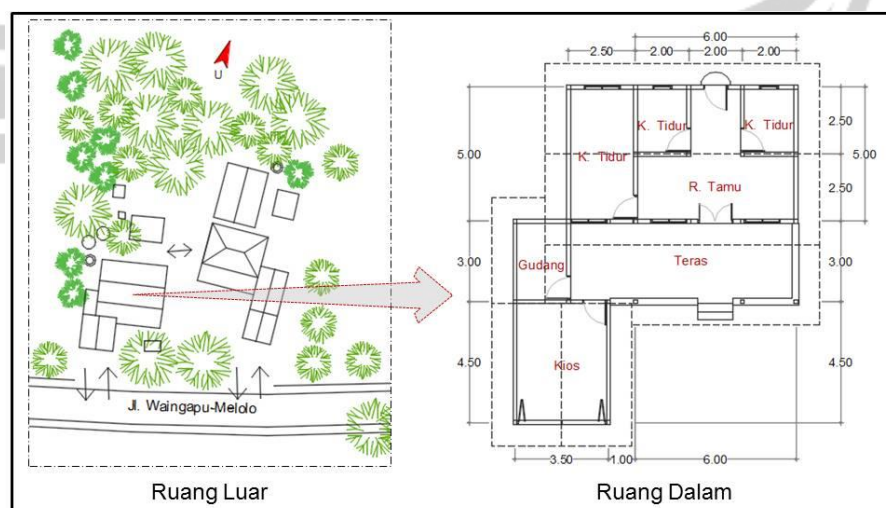 U
Jl. Waingapu-Melolo
Ruang Luar
6.00
2.50 2.00 2.00 2.00
K. Tidur
K. Tidur
K. Tidur
R. Tamu
5.00
2.50
5.00
2.50
Gudang
Teras
3.00
3.00
Kios
4.50
4.50
3.50 1.00 6.00
Ruang Dalam